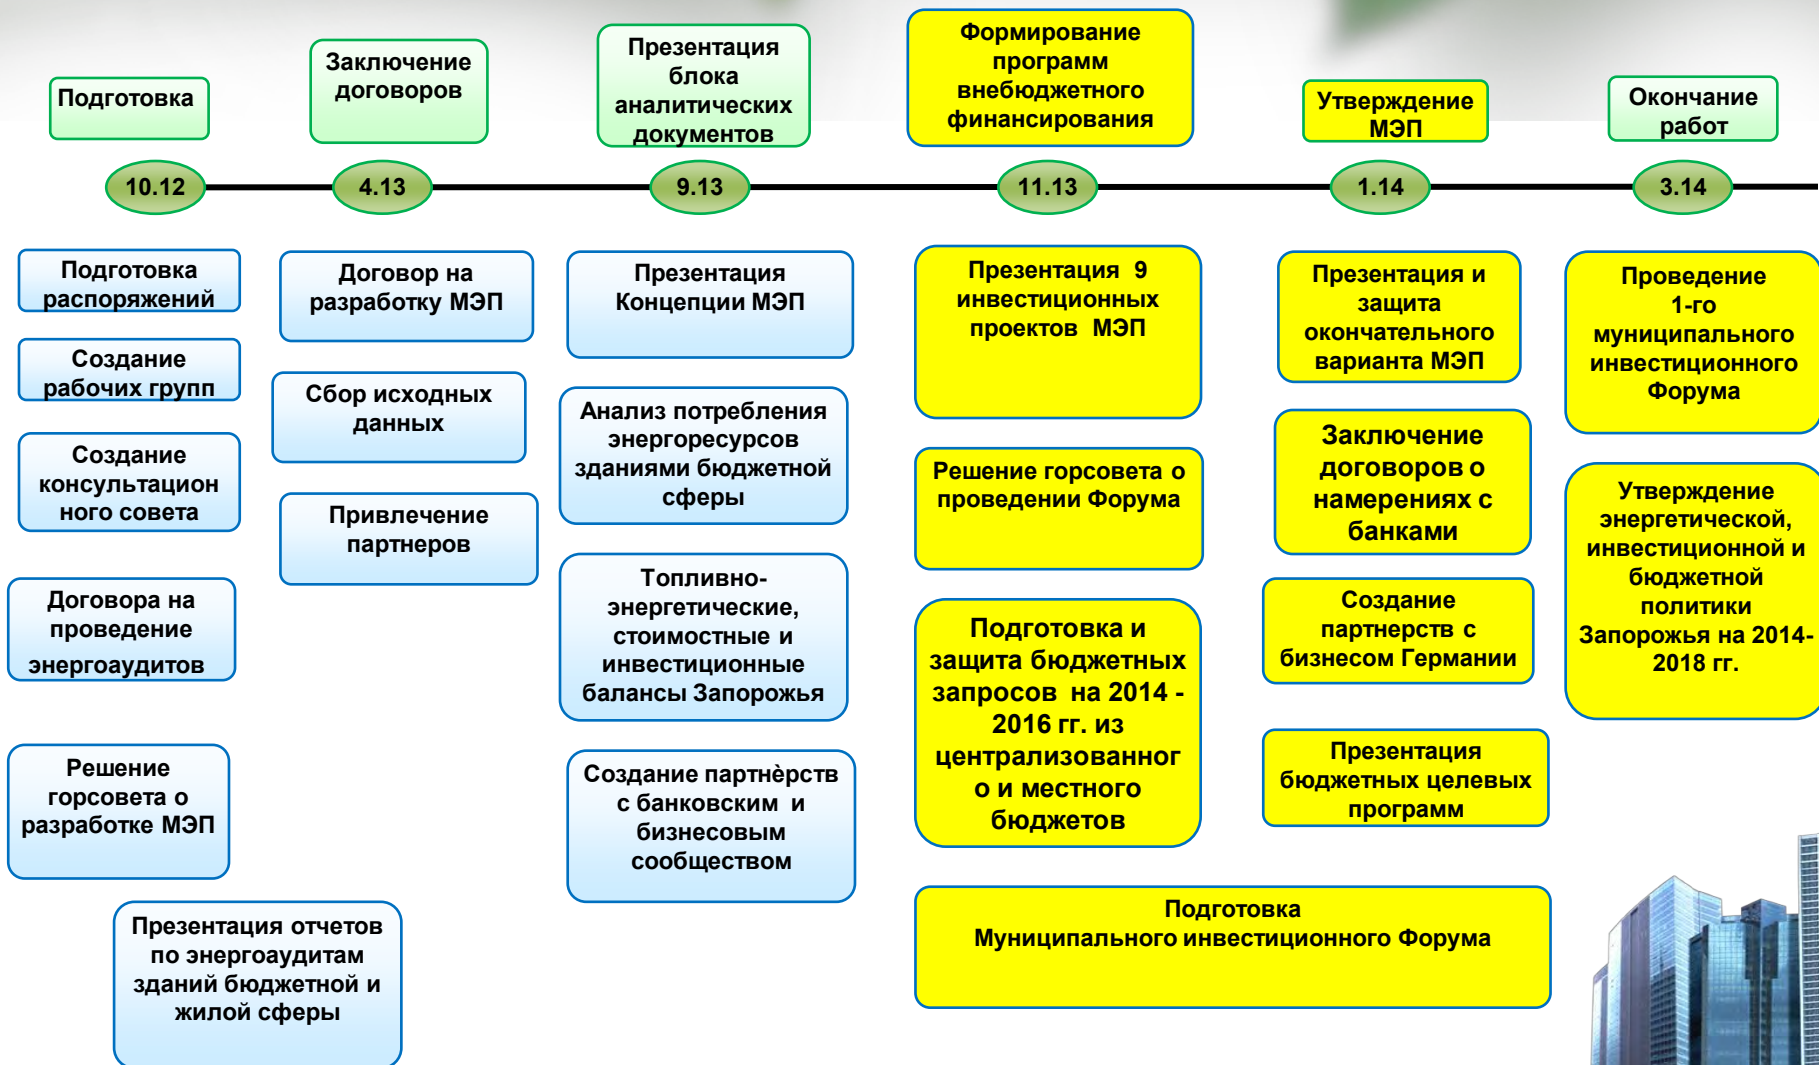 Подготовка
Заключение
договоров
Презентация
блока
аналитических
документов
Формирование
программ
внебюджетного
финансирования
Утверждение
МЭП
Окончание
работ
10.12
4.13
9.13
11.13
1.14
3.14
Подготовка
распоряжений
Создание
рабочих групп
Создание
консультацион
ного совета
Договора на
проведение
энергоаудитов
Решение
горсовета о
разработке МЭП
Презентация отчетов
по энергоаудитам
зданий бюджетной и
жилой сферы
Договор на
разработку МЭП
Сбор исходных
данных
Привлечение
партнеров
Презентация
Концепции МЭП
Анализ потребления
энергоресурсов
зданиями бюджетной
сферы
Топливно-
энергетические,
стоимостные и
инвестиционные
балансы Запорожья
Создание партнѐрств
с банковским и
бизнесовым
сообществом
Презентация 9
инвестиционных
проектов МЭП
Решение горсовета о
проведении Форума
Подготовка и
защита бюджетных
запросов на 2014 -
2016 гг. из
централизованног
о и местного
бюджетов
Подготовка
Муниципального инвестиционного Форума
Презентация и
защита
окончательного
варианта МЭП
Заключение
договоров о
намерениях с
банками
Создание
партнерств с
бизнесом Германии
Презентация
бюджетных целевых
программ
Проведение
1-го
муниципального
инвестиционного
Форума
Утверждение
энергетической,
инвестиционной и
бюджетной
политики
Запорожья на 2014-
2018 гг.